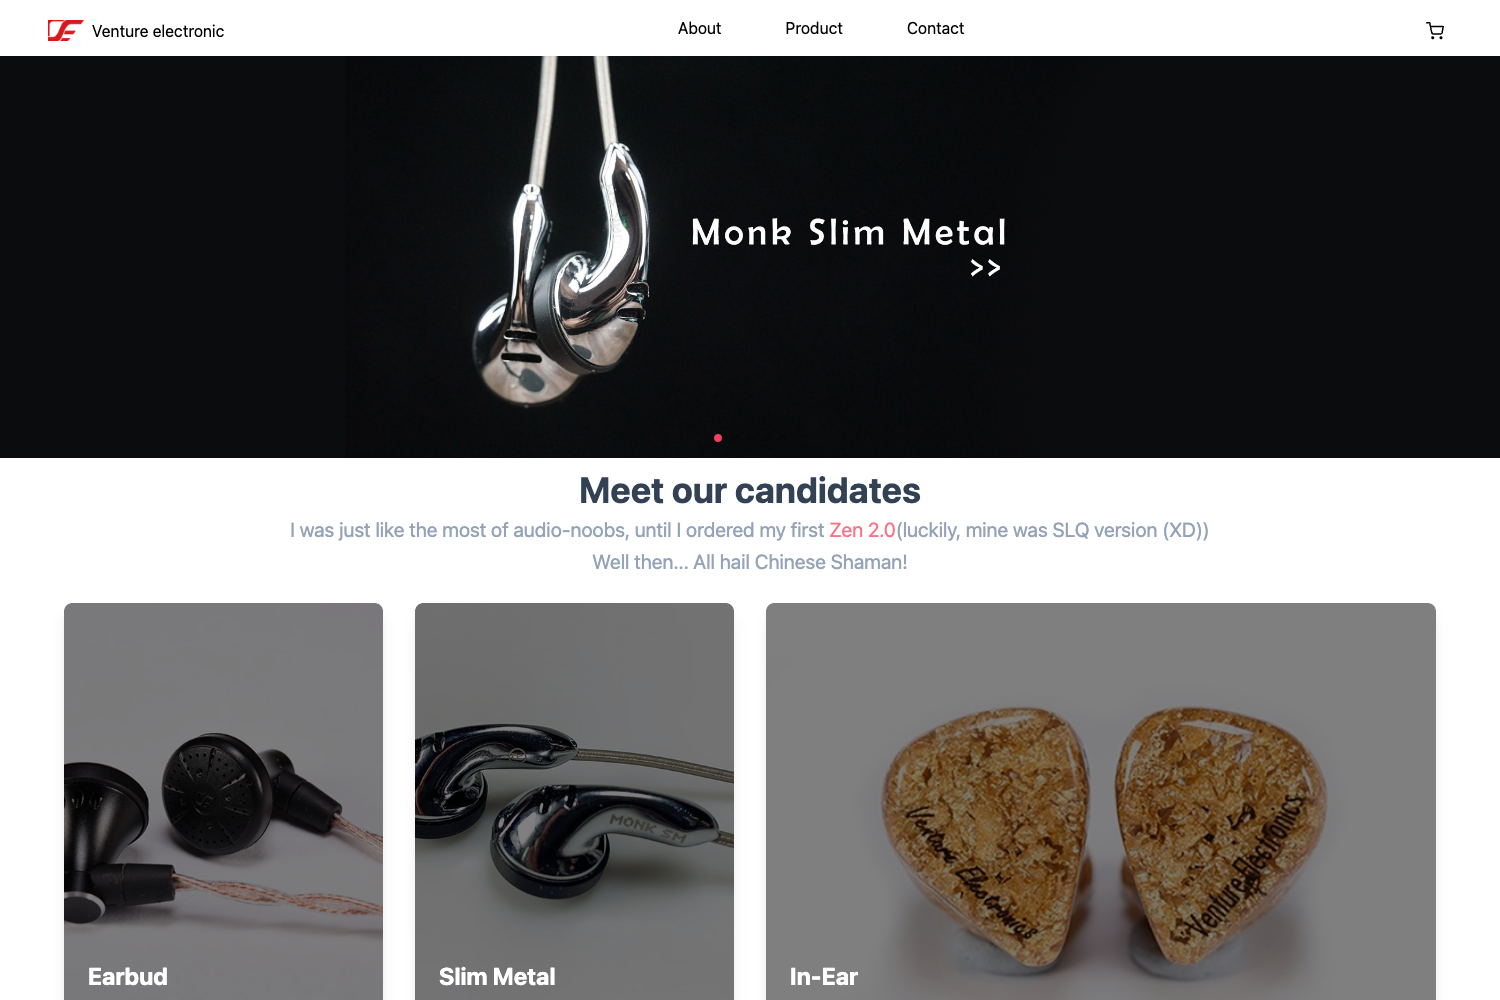 Venture electronic
About
Product
Contact
Monk Slim Metal
>>
Meet our candidates
I was just like the most of audio-noobs, until I ordered my first Zen 2.0(luckily, mine was SLQ version (XD))
Well then... All hail Chinese Shaman!
MONK SM
Venture Electronics
Venture Electronics
Earbud
Slim Metal
In-Ear